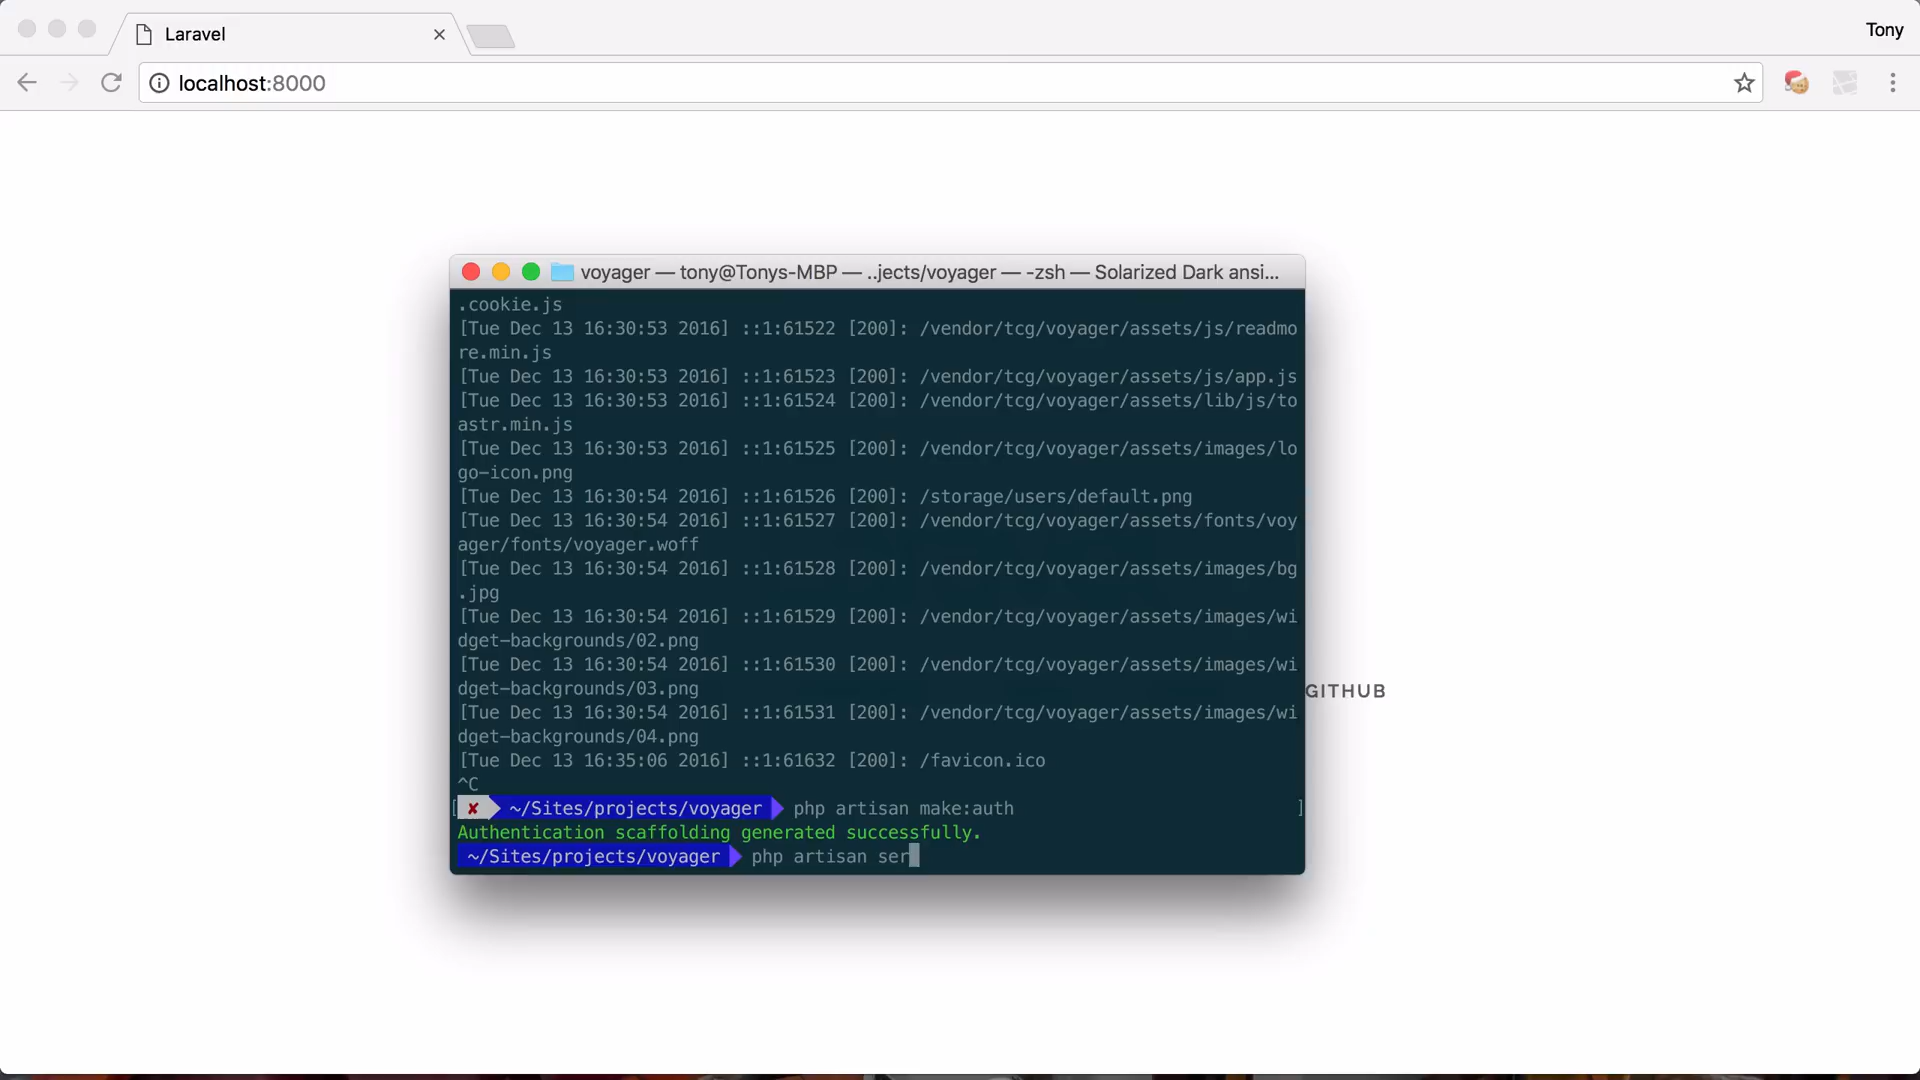 Laravel
Tony
localhost:8000
voyager — tony@Tonys-MBP — ..jects/voyager — -zsh — Solarized Dark ansi...
.cookie.js
[Tue Dec 13 16:30:53 2016] ::1:61522 [200]: /vendor/tcg/voyager/assets/js/readmo
re.min.js
[Tue Dec 13 16:30:53 2016] ::1:61523 [200]: /vendor/tcg/voyager/assets/js/app.js
[Tue Dec 13 16:30:53 2016] ::1:61524 [200]: /vendor/tcg/voyager/assets/lib/js/to
astr.min.js
[Tue Dec 13 16:30:53 2016] ::1:61525 [200]: /vendor/tcg/voyager/assets/images/lo
go-icon.png
[Tue Dec 13 16:30:54 2016] ::1:61526 [200]: /storage/users/default.png
[Tue Dec 13 16:30:54 2016] ::1:61527 [200]: /vendor/tcg/voyager/assets/fonts/voy
ager/fonts/voyager.woff
[Tue Dec 13 16:30:54 2016] ::1:61528 [200]: /vendor/tcg/voyager/assets/images/bg
.jpg
[Tue Dec 13 16:30:54 2016] ::1:61529 [200]: /vendor/tcg/voyager/assets/images/wi
dget-backgrounds/02.png
[Tue Dec 13 16:30:54 2016] ::1:61530 [200]: /vendor/tcg/voyager/assets/images/wi
dget-backgrounds/03.png
[Tue Dec 13 16:30:54 2016] ::1:61531 [200]: /vendor/tcg/voyager/assets/images/wi
dget-backgrounds/04.png
[Tue Dec 13 16:35:06 2016] ::1:61632 [200]: /favicon.ico
^C
[ ✘ ~/Sites/projects/voyager php artisan make:auth ]
Authentication scaffolding generated successfully.
~/Sites/projects/voyager php artisan ser
GITHUB